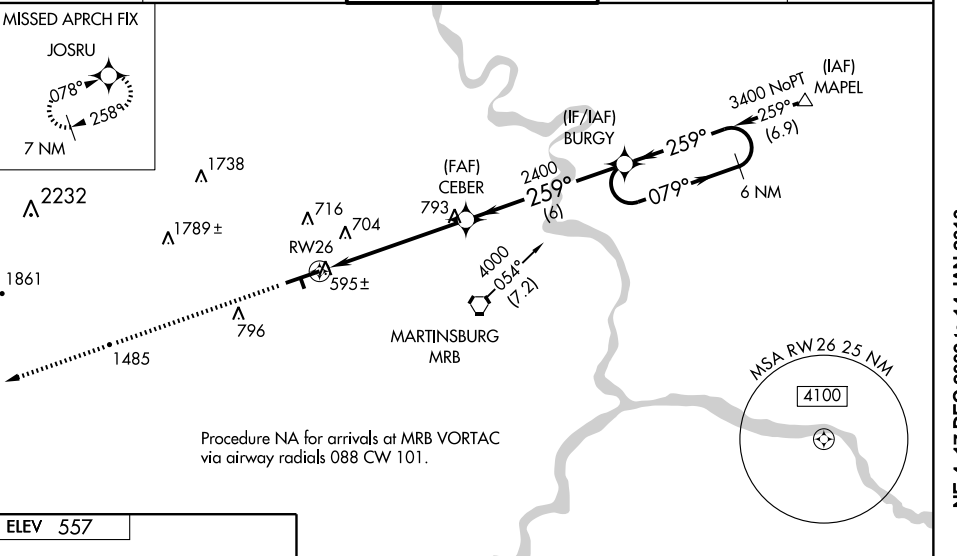 MISSED APRCH FIX
JOSRU
078°
258°
7 NM
(IAF)
MAPEL
3400 NoPT
259°
(6.9)
(IF/IAF)
BURGY
259°
079°
6 NM
(FAF)
CEBER
2400
259°
(6)
1738
2232
1789±
716
704
793
RW26
595±
1861
796
1485
4000
054°
(7.2)
MARTINSBURG
MRB
MSA RW26 25 NM
4100
Procedure NA for arrivals at MRB VORTAC
via airway radials 088 CW 101.
ELEV 557